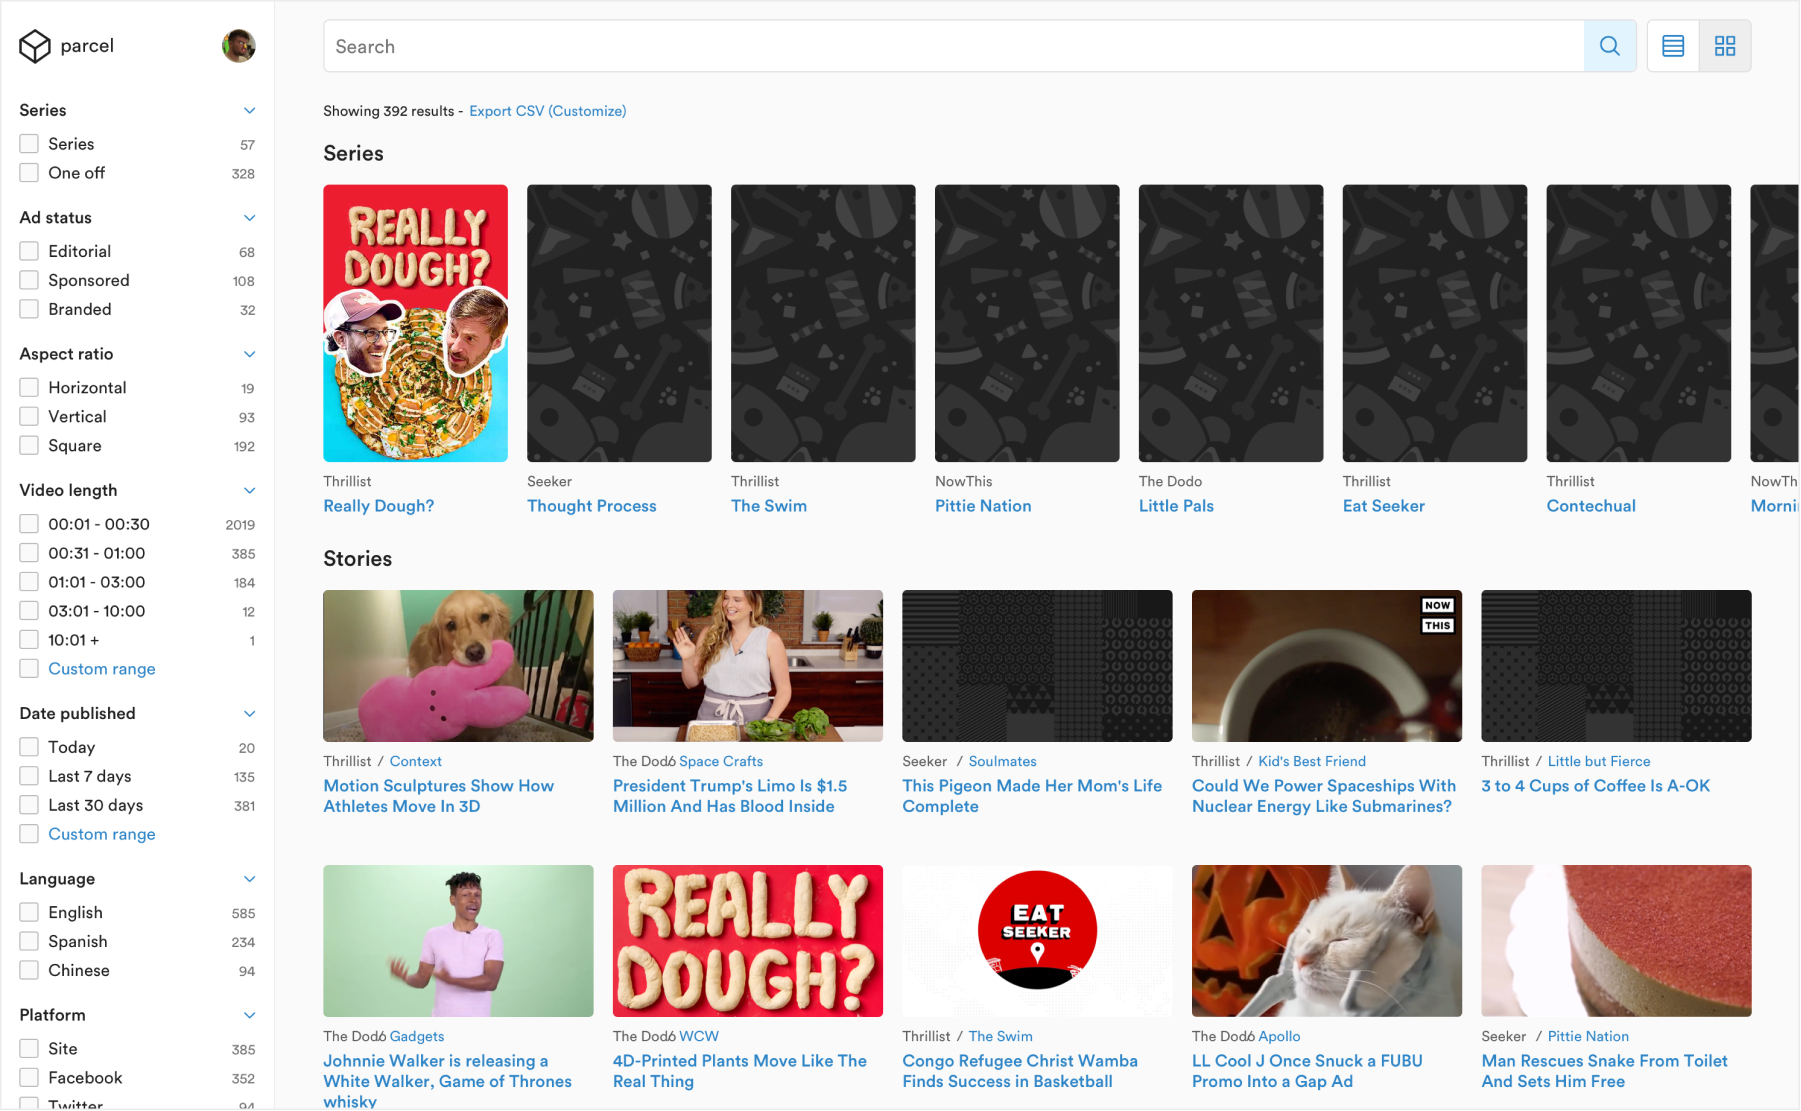 parcel
Search
Showing 392 results - Export CSV (Customize)
Series
Series 57
One off 328
Ad status
Editorial 68
Sponsored 108
Branded 32
Aspect ratio
Horizontal 19
Vertical 93
Square 192
Video length
00:01 - 00:30 2019
00:31 - 01:00 385
01:01 - 03:00 184
03:01 - 10:00 12
10:01 + 1
Custom range
Date published
Today 20
Last 7 days 135
Last 30 days 381
Custom range
Language
English 585
Spanish 234
Chinese 94
Platform
Site 385
Facebook 352
Twitter 94
Series
REALLY
DOUGH?
Thrillist
Really Dough?
Seeker
Thought Process
Thrillist
The Swim
NowThis
Pittie Nation
The Dodo
Little Pals
Thrillist
Eat Seeker
Thrillist
Contechual
NowTh
Morni
Stories
Thrillist / Context
Motion Sculptures Show How
Athletes Move In 3D
The Dodo / Space Crafts
President Trump's Limo Is $1.5
Million And Has Blood Inside
Seeker / Soulmates
This Pigeon Made Her Mom's Life
Complete
NOW
THIS
Thrillist / Kid's Best Friend
Could We Power Spaceships With
Nuclear Energy Like Submarines?
Thrillist / Little but Fierce
3 to 4 Cups of Coffee Is A-OK
The Dodo / Gadgets
Johnnie Walker is releasing a
White Walker, Game of Thrones
whisky
REALLY
DOUGH?
The Dodo / WCW
4D-Printed Plants Move Like The
Real Thing
EAT
SEEKER
Thrillist / The Swim
Congo Refugee Christ Wamba
Finds Success in Basketball
The Dodo / Apollo
LL Cool J Once Snuck a FUBU
Promo Into a Gap Ad
Seeker / Pittie Nation
Man Rescues Snake From Toilet
And Sets Him Free